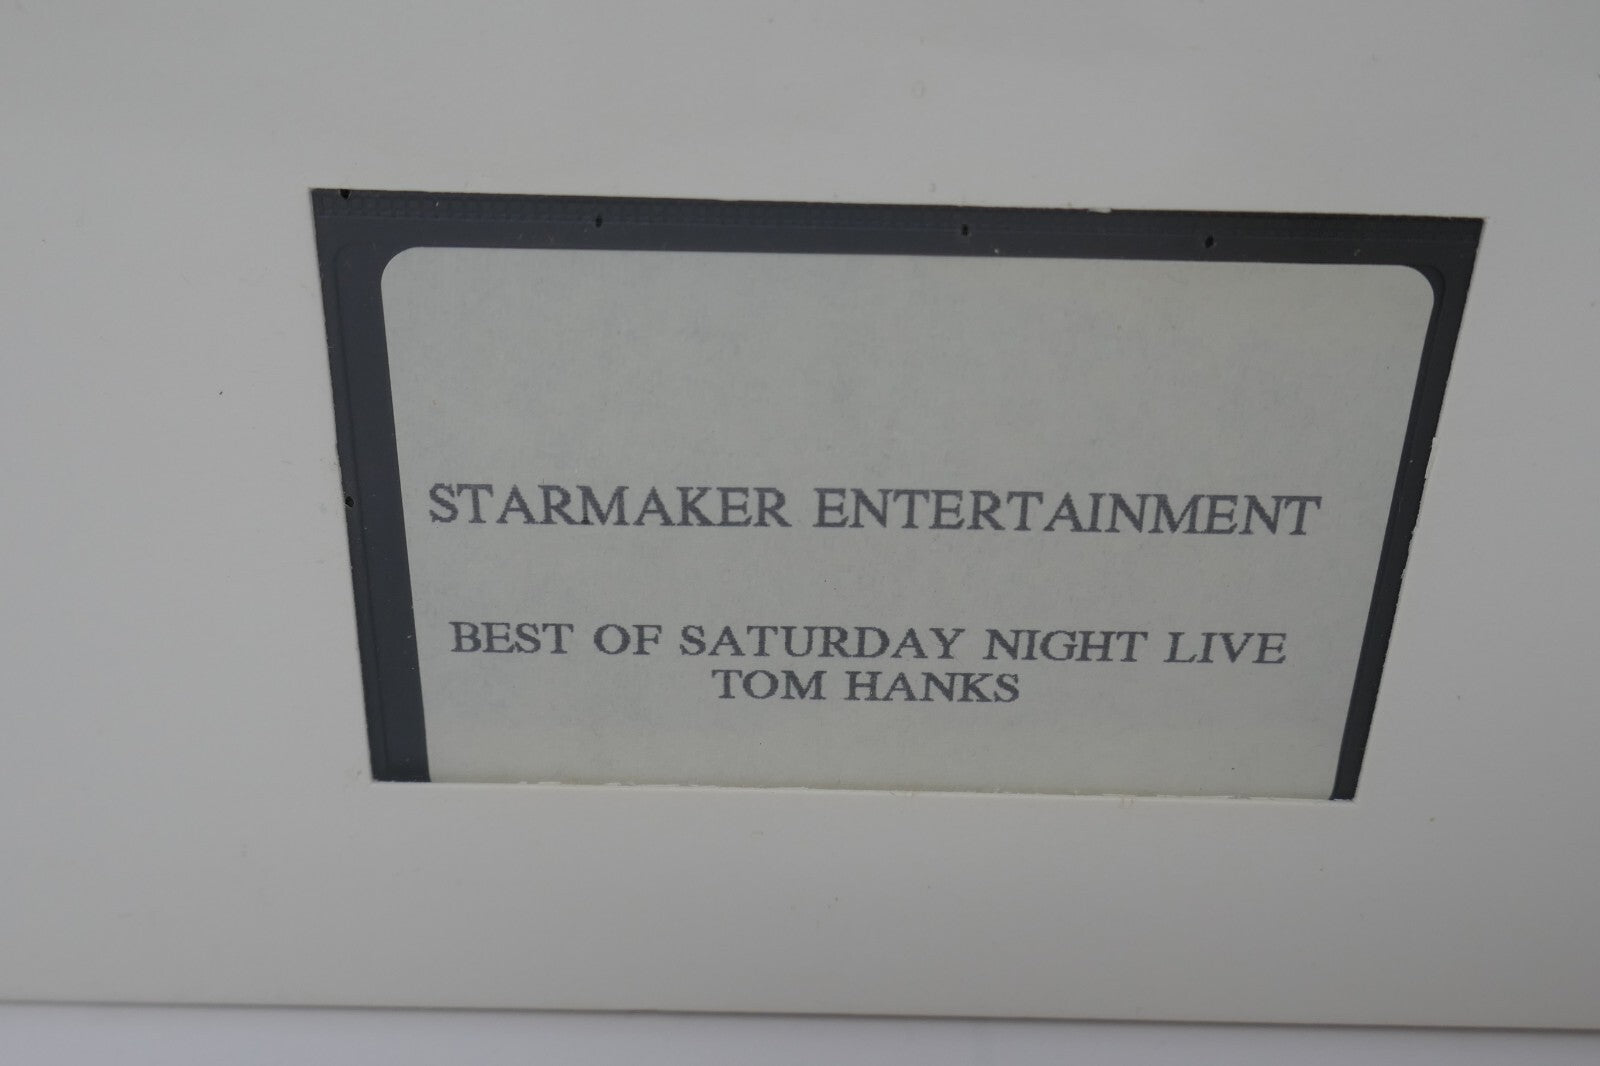 STARMAKER ENTERTAINMENT
BEST OF SATURDAY NIGHT LIVE
TOM HANKS